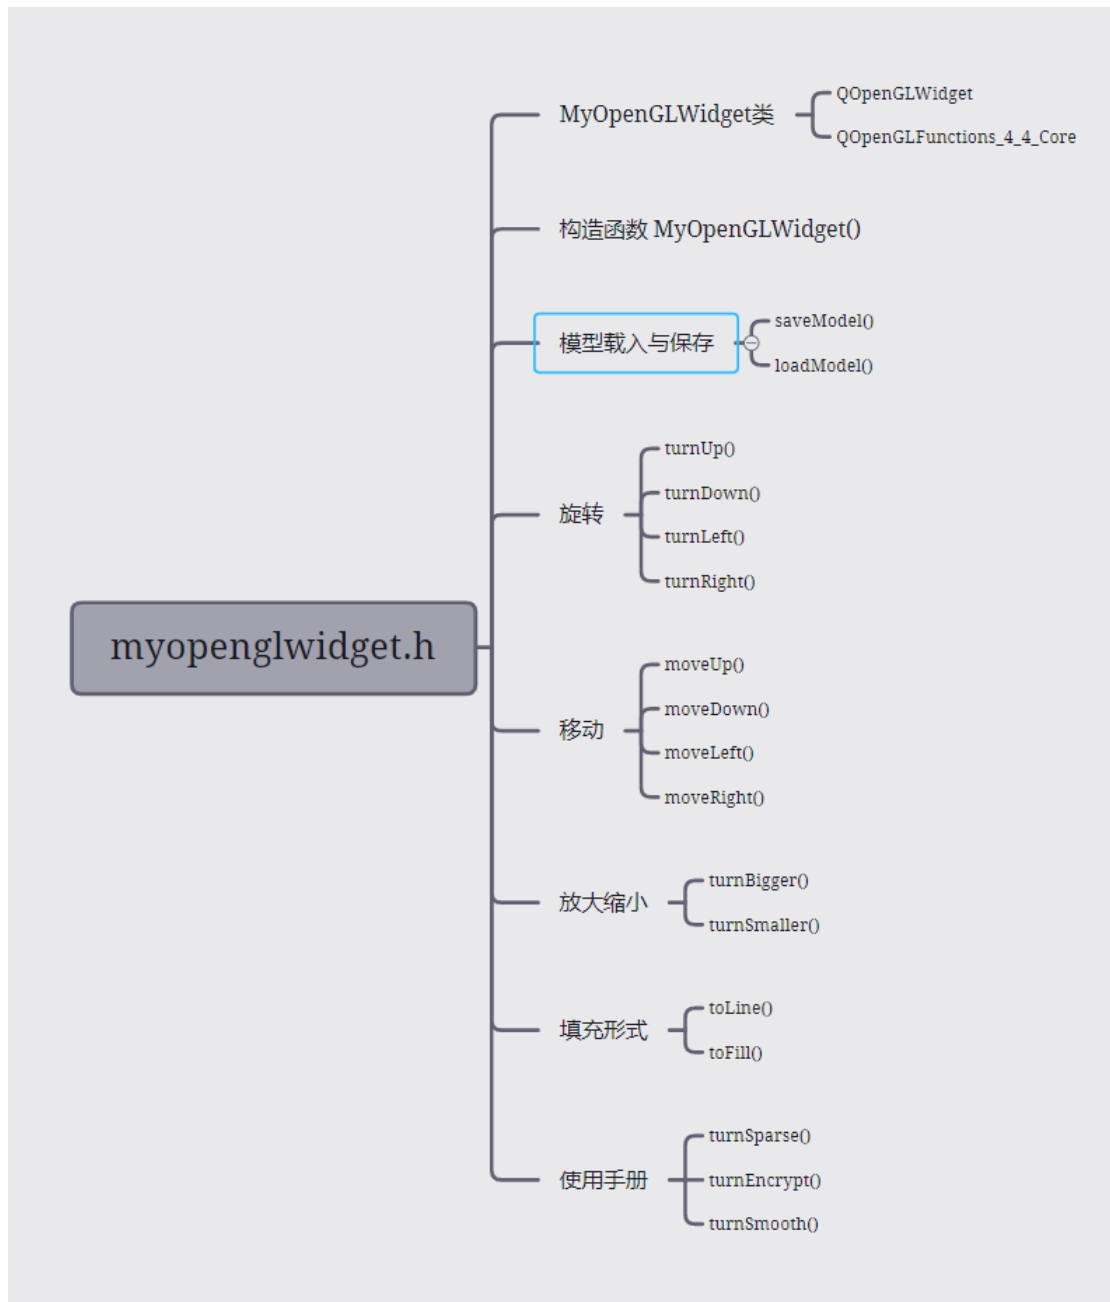 myopenglwidget.h
MyOpenGLWidget类
QOpenGLWidget
QOpenGLFunctions_4_4_Core
构造函数 MyOpenGLWidget()
模型载入与保存
saveModel()
loadModel()
旋转
turnUp()
turnDown()
turnLeft()
turnRight()
移动
moveUp()
moveDown()
moveLeft()
moveRight()
放大缩小
turnBigger()
turnSmaller()
填充形式
toLine()
toFill()
使用手册
turnSparse()
turnEncrypt()
turnSmooth()